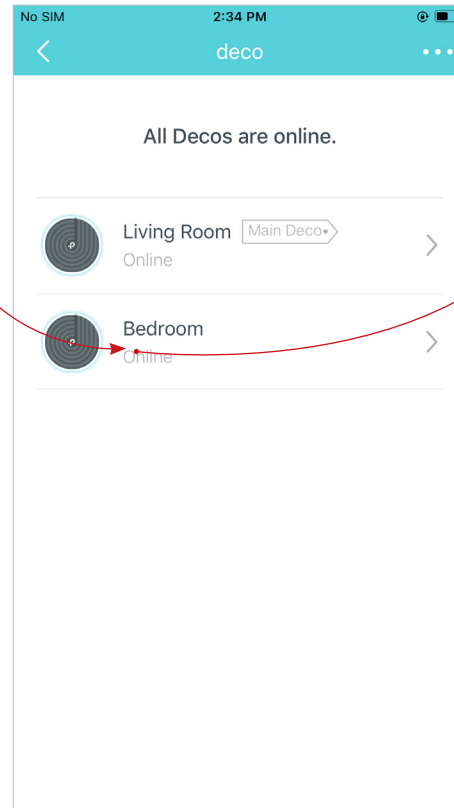 No SIM 2:34 PM
deco
All Decos are online.
Living Room Main Deco
Online
Bedroom
Online